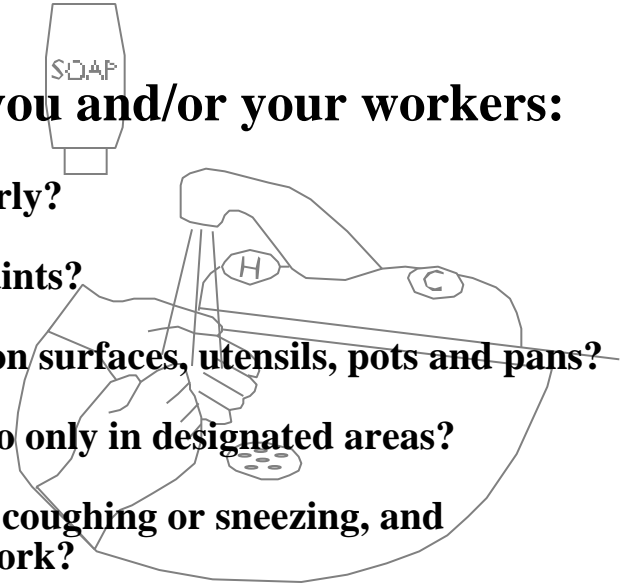 SOAP
you and/or your workers:
rly?
H
ints?
C
on surfaces, utensils, pots and pans?
o only in designated areas?
coughing or sneezing, and
ork?